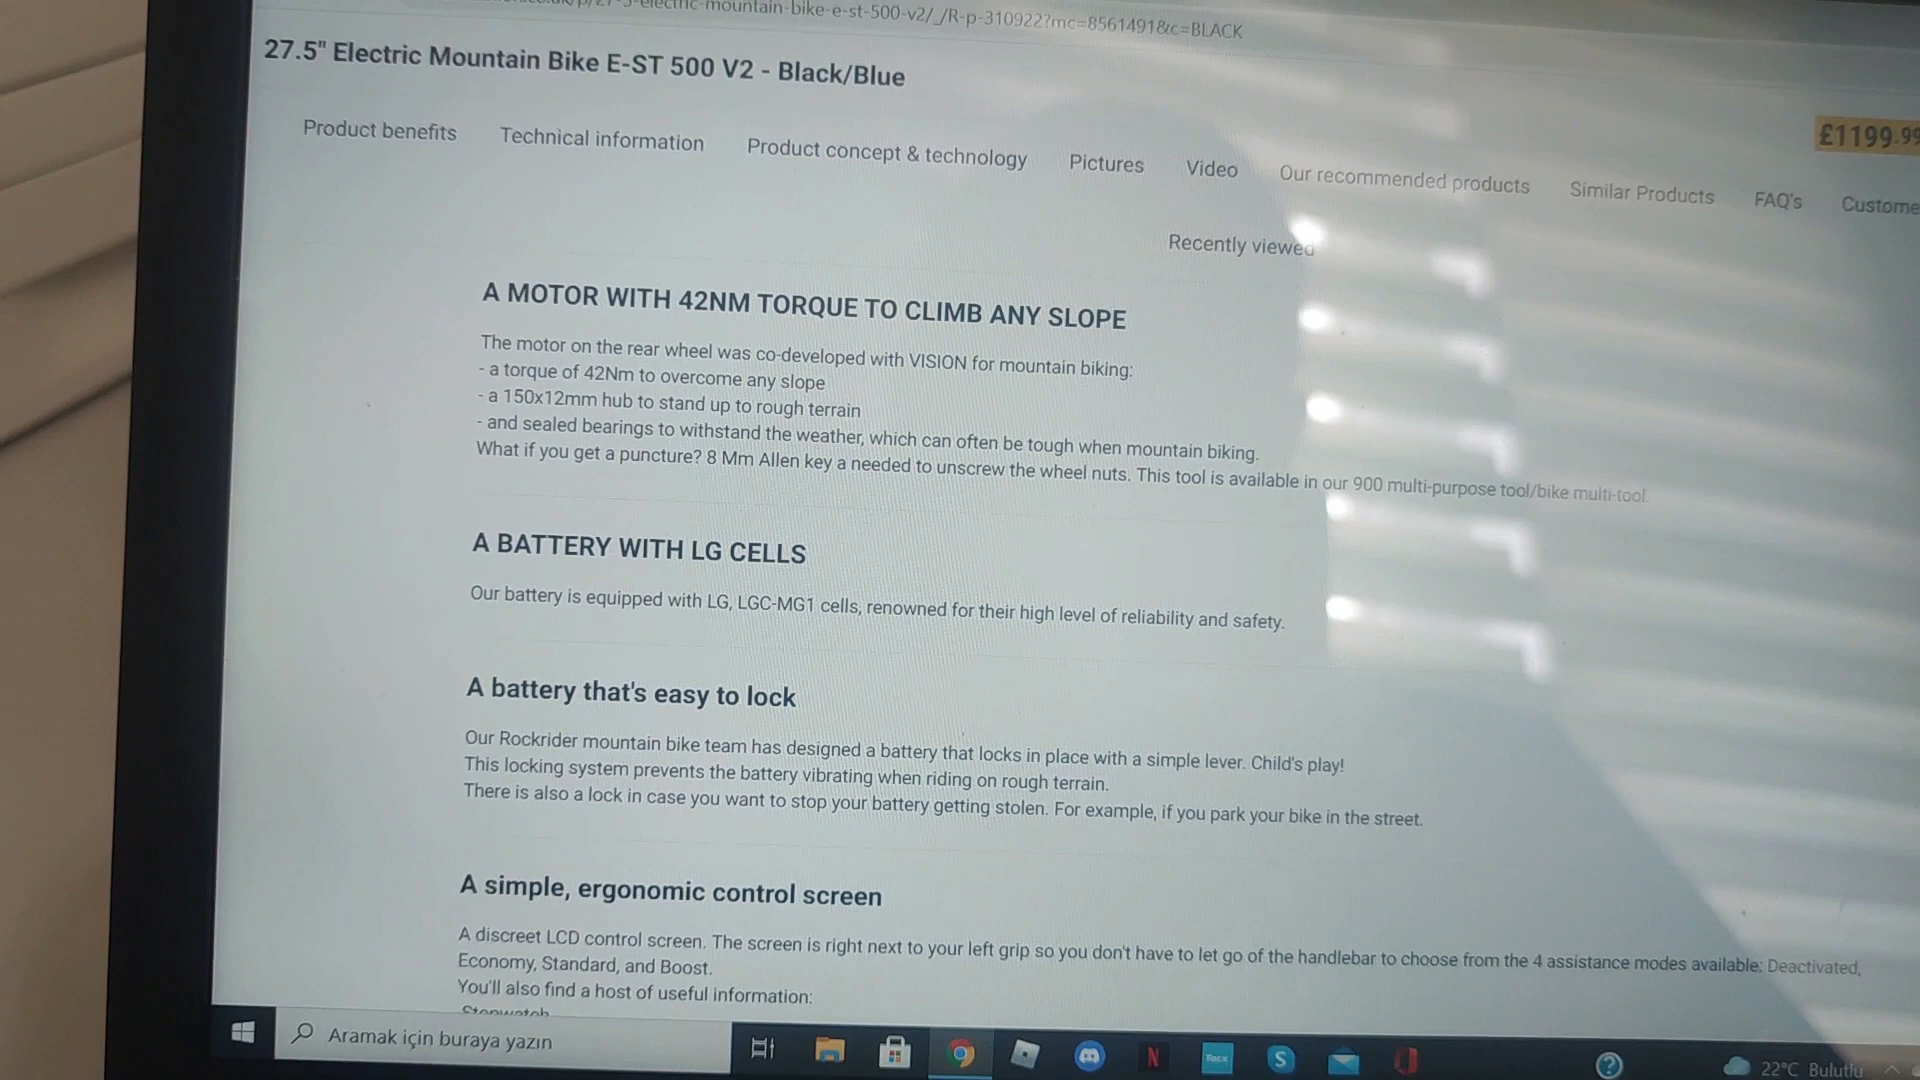 -electric-mountain-bike-e-st-500-v2/_/R-p-310922?mc=8561491&c=BLACK
27.5" Electric Mountain Bike E-ST 500 V2 - Black/Blue
£1199.99
Product benefits Technical information Product concept & technology Pictures Video Our recommended products Similar Products FAQ's Custome
Recently viewed
A MOTOR WITH 42NM TORQUE TO CLIMB ANY SLOPE
The motor on the rear wheel was co-developed with VISION for mountain biking:
- a torque of 42Nm to overcome any slope
- a 150x12mm hub to stand up to rough terrain
- and sealed bearings to withstand the weather, which can often be tough when mountain biking.
What if you get a puncture? 8 Mm Allen key a needed to unscrew the wheel nuts. This tool is available in our 900 multi-purpose tool/bike multi-tool.
A BATTERY WITH LG CELLS
Our battery is equipped with LG, LGC-MG1 cells, renowned for their high level of reliability and safety.
A battery that's easy to lock
Our Rockrider mountain bike team has designed a battery that locks in place with a simple lever. Child's play!
This locking system prevents the battery vibrating when riding on rough terrain.
There is also a lock in case you want to stop your battery getting stolen. For example, if you park your bike in the street.
A simple, ergonomic control screen
A discreet LCD control screen. The screen is right next to your left grip so you don't have to let go of the handlebar to choose from the 4 assistance modes available: Deactivated,
Economy, Standard, and Boost.
You'll also find a host of useful information:
Stopwatch
Aramak için buraya yazın
Tacx
22°C Bulutlu